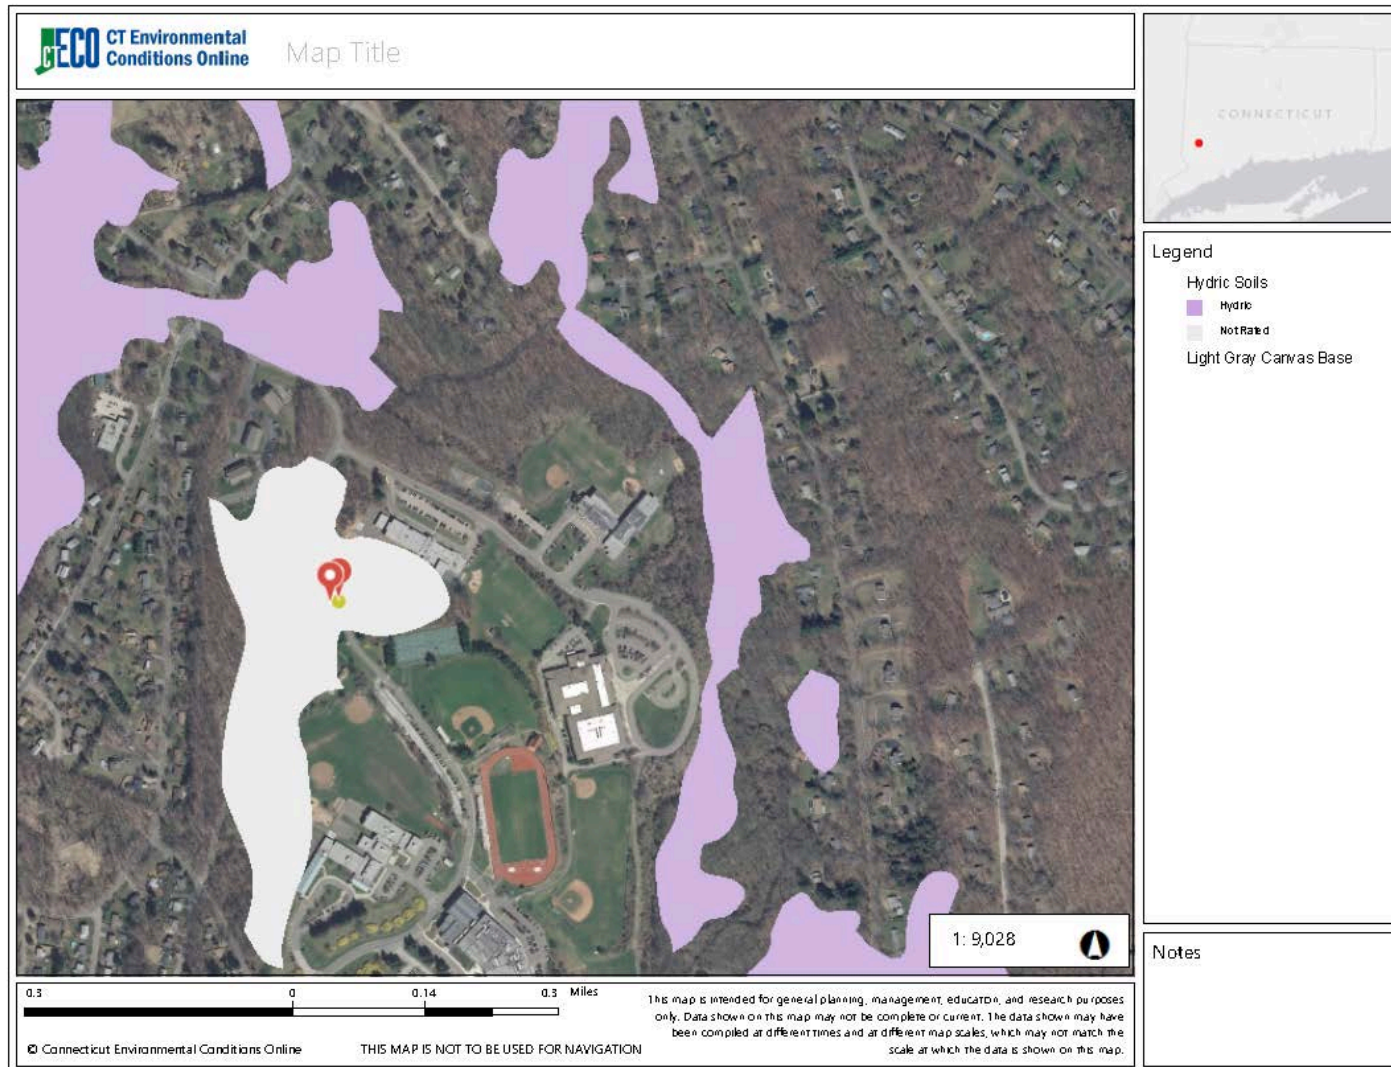 CT ECO CT Environmental
Conditions Online
Map Title
CONNECTICUT
Legend
Hydric Soils
Hydric
Not Rated
Light Gray Canvas Base
1: 9,028
Notes
0.3 0 0.14 0.3 Miles
This map is intended for general planning, management, education, and research purposes
only. Data shown on this map may not be complete or current. The data shown may have
been compiled at different times and at different map scales, which may not match the
scale at which the data is shown on this map.
© Connecticut Environmental Conditions Online
THIS MAP IS NOT TO BE USED FOR NAVIGATION